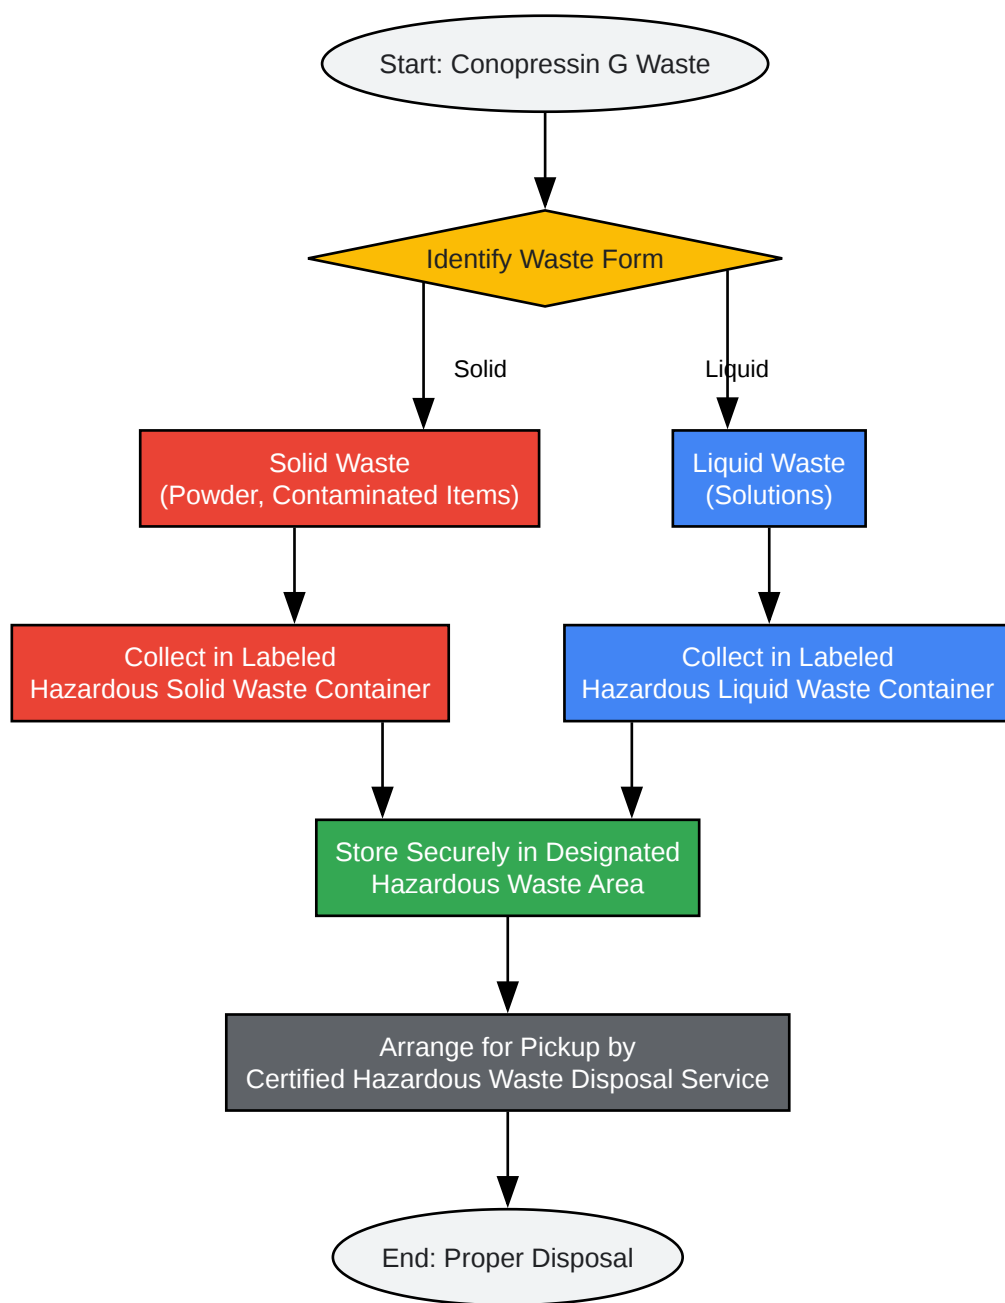 Start: Conopressin G Waste
Identify Waste Form
Solid
Liquid
Solid Waste
(Powder, Contaminated Items)
Liquid Waste
(Solutions)
Collect in Labeled
Hazardous Solid Waste Container
Collect in Labeled
Hazardous Liquid Waste Container
Store Securely in Designated
Hazardous Waste Area
Arrange for Pickup by
Certified Hazardous Waste Disposal Service
End: Proper Disposal